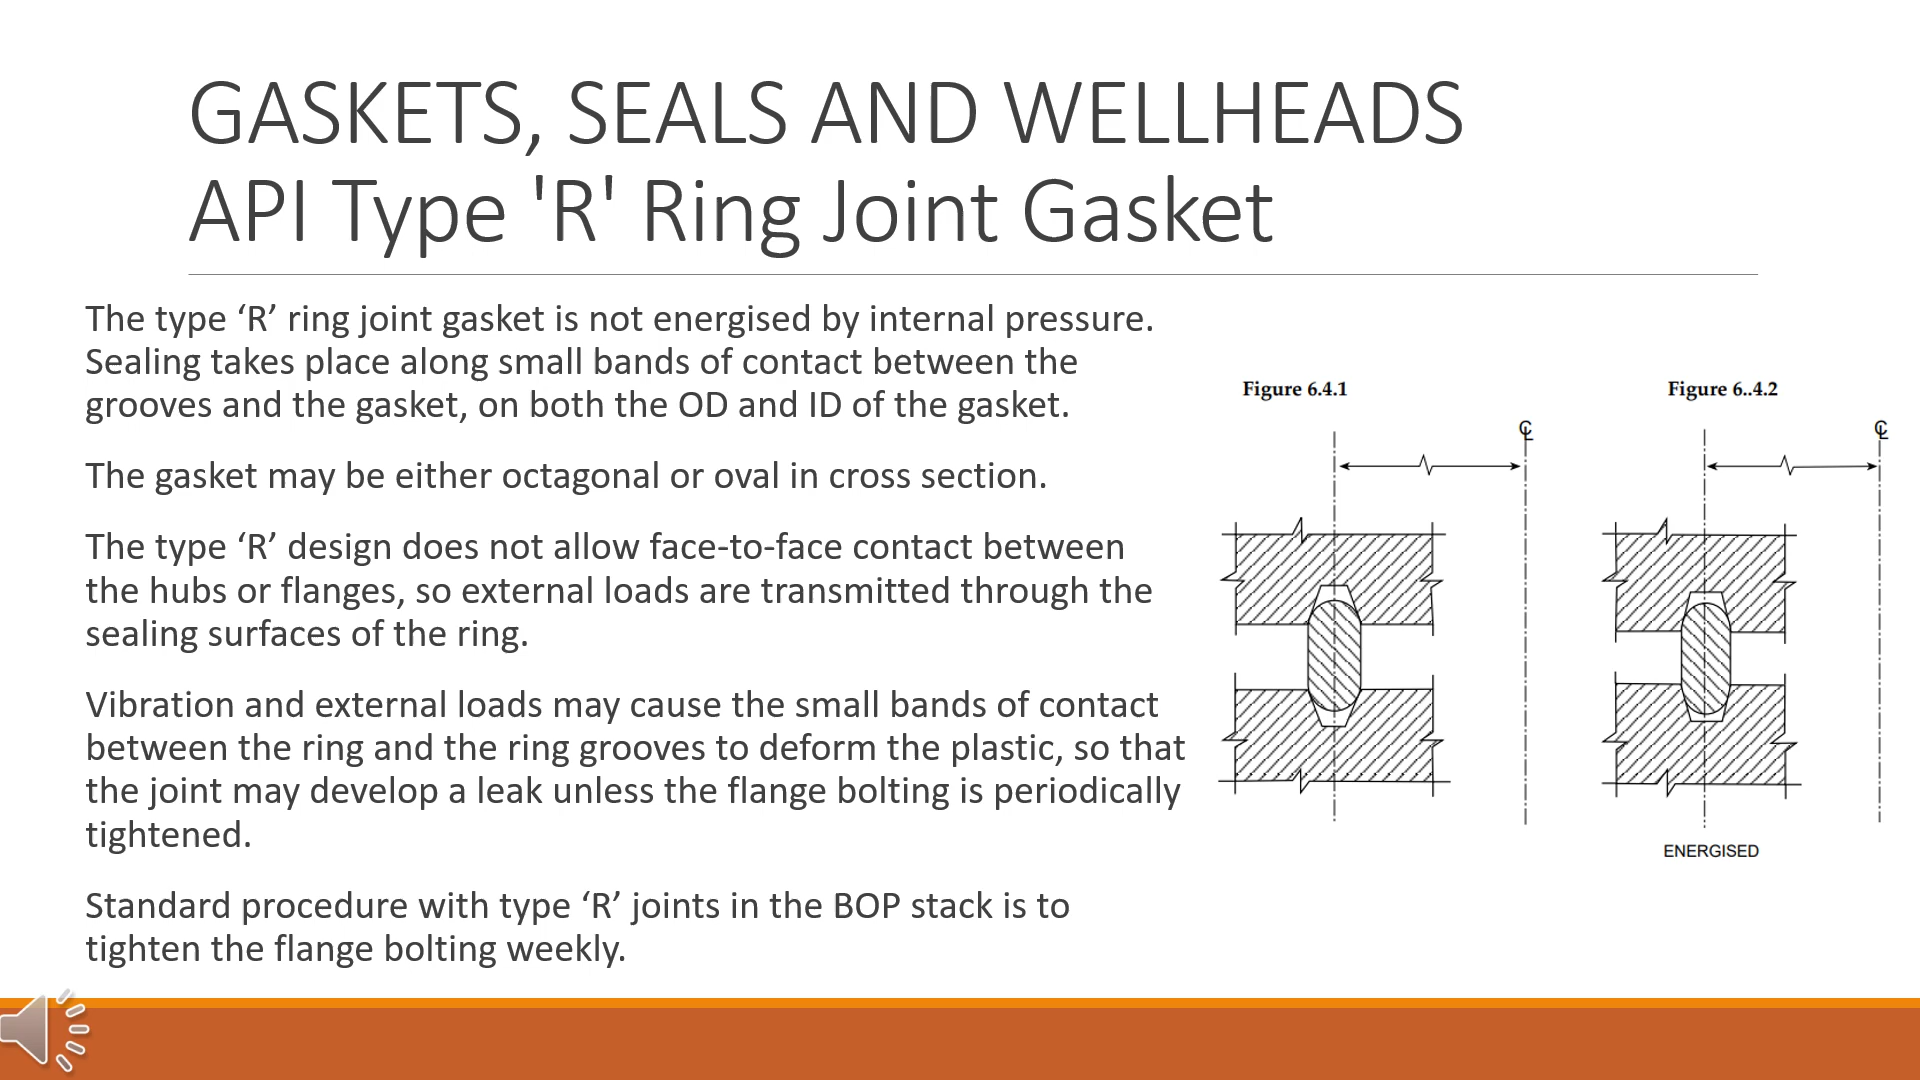 GASKETS, SEALS AND WELLHEADS
API Type 'R' Ring Joint Gasket
The type ‘R’ ring joint gasket is not energised by internal pressure.
Sealing takes place along small bands of contact between the
grooves and the gasket, on both the OD and ID of the gasket.
The gasket may be either octagonal or oval in cross section.
The type ‘R’ design does not allow face-to-face contact between
the hubs or flanges, so external loads are transmitted through the
sealing surfaces of the ring.
Vibration and external loads may cause the small bands of contact
between the ring and the ring grooves to deform the plastic, so that
the joint may develop a leak unless the flange bolting is periodically
tightened.
Standard procedure with type ‘R’ joints in the BOP stack is to
tighten the flange bolting weekly.
Figure 6.4.1
℄
Figure 6..4.2
℄
ENERGISED